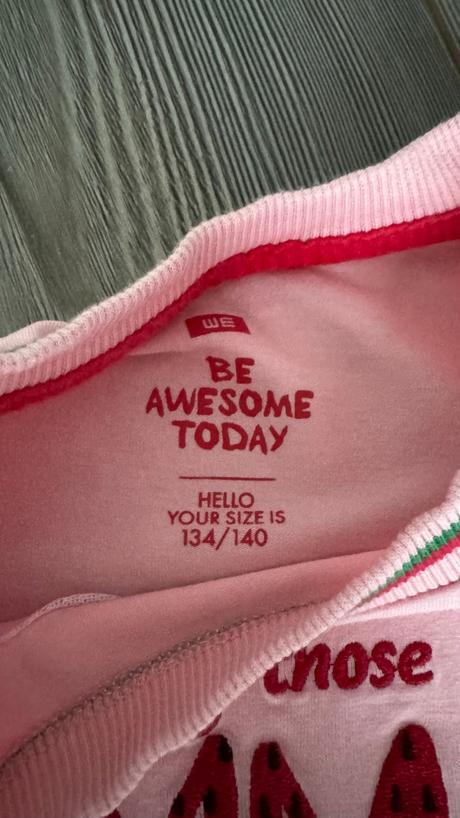 WE
BE
AWESOME
TODAY
HELLO
YOUR SIZE IS
134/140
those